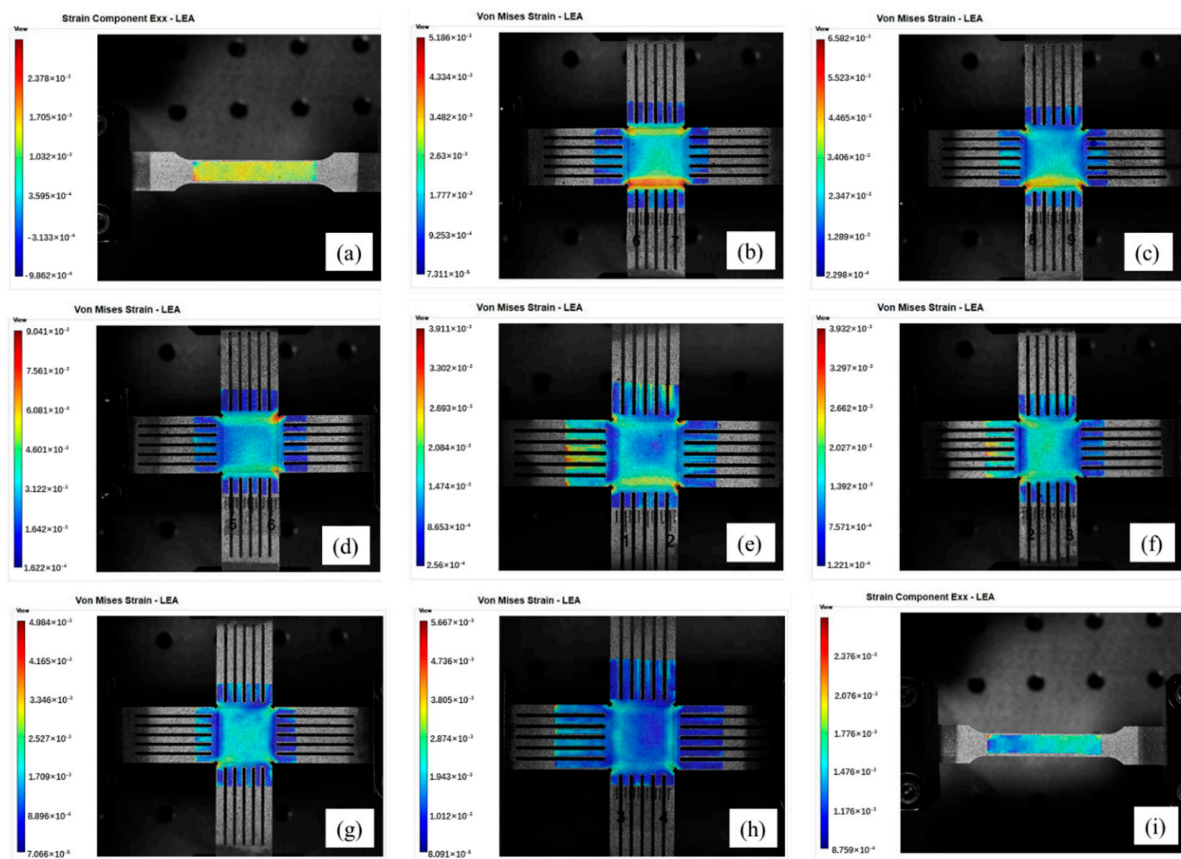 Strain Component Exx - LEA
View
2.378×10⁻³
1.705×10⁻³
1.032×10⁻³
3.595×10⁻⁴
-3.133×10⁻⁴
-9.862×10⁻⁴
(a)
Von Mises Strain - LEA
View
5.186×10⁻³
4.334×10⁻³
3.482×10⁻³
2.63×10⁻³
1.777×10⁻³
9.253×10⁻⁴
7.311×10⁻⁵
6 7
(b)
Von Mises Strain - LEA
View
6.582×10⁻³
5.523×10⁻³
4.465×10⁻³
3.406×10⁻³
2.347×10⁻³
1.289×10⁻³
2.298×10⁻⁴
8 9
(c)
Von Mises Strain - LEA
View
9.041×10⁻³
7.561×10⁻³
6.081×10⁻³
4.601×10⁻³
3.122×10⁻³
1.642×10⁻³
1.622×10⁻⁴
5 6
(d)
Von Mises Strain - LEA
View
3.911×10⁻³
3.302×10⁻³
2.693×10⁻³
2.084×10⁻³
1.474×10⁻³
8.653×10⁻⁴
2.56×10⁻⁴
1 2
(e)
Von Mises Strain - LEA
View
3.932×10⁻³
3.297×10⁻³
2.662×10⁻³
2.027×10⁻³
1.392×10⁻³
7.571×10⁻⁴
1.221×10⁻⁴
2 3
(f)
Von Mises Strain - LEA
View
4.984×10⁻³
4.165×10⁻³
3.346×10⁻³
2.527×10⁻³
1.709×10⁻³
8.896×10⁻⁴
7.066×10⁻⁵
(g)
Von Mises Strain - LEA
View
5.667×10⁻³
4.736×10⁻³
3.805×10⁻³
2.874×10⁻³
1.943×10⁻³
1.012×10⁻³
8.091×10⁻⁵
3 4
(h)
Strain Component Exx - LEA
View
2.376×10⁻³
2.076×10⁻³
1.776×10⁻³
1.476×10⁻³
1.176×10⁻³
8.759×10⁻⁴
(i)